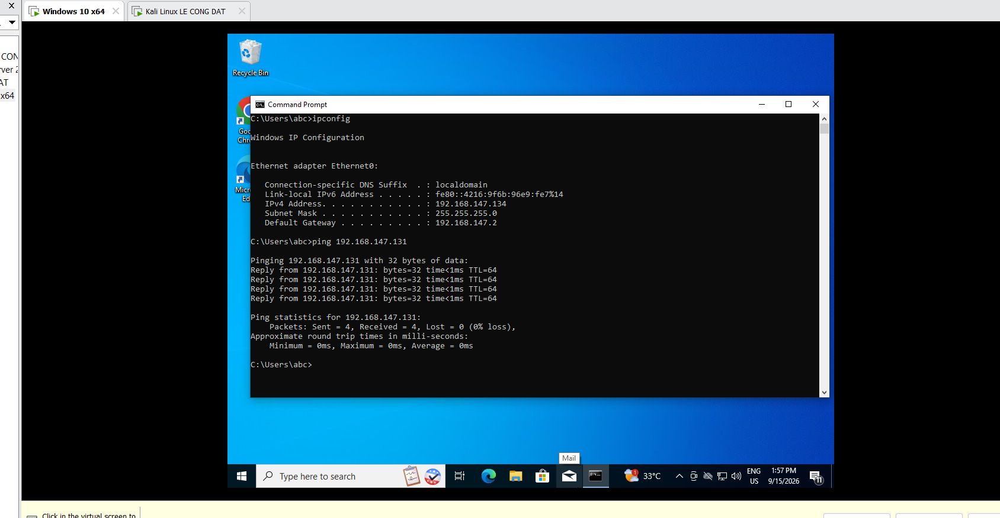 Windows 10 x64
Kali Linux LE CONG DAT
CON
rver 2
AT
x64
Recycle Bin
Command Prompt
C:\Users\abc>ipconfig
Windows IP Configuration
Ethernet adapter Ethernet0:
Connection-specific DNS Suffix  . : localdomain
Link-local IPv6 Address . . . . . : fe80::4216:9f6b:96e9:fe7%14
IPv4 Address. . . . . . . . . . . : 192.168.147.134
Subnet Mask . . . . . . . . . . . : 255.255.255.0
Default Gateway . . . . . . . . . : 192.168.147.2
C:\Users\abc>ping 192.168.147.131
Pinging 192.168.147.131 with 32 bytes of data:
Reply from 192.168.147.131: bytes=32 time<1ms TTL=64
Reply from 192.168.147.131: bytes=32 time<1ms TTL=64
Reply from 192.168.147.131: bytes=32 time<1ms TTL=64
Reply from 192.168.147.131: bytes=32 time<1ms TTL=64
Ping statistics for 192.168.147.131:
Packets: Sent = 4, Received = 4, Lost = 0 (0% loss),
Approximate round trip times in milli-seconds:
Minimum = 0ms, Maximum = 0ms, Average = 0ms
C:\Users\abc>
Goo
Chr
Micr
Ed
Mail
Type here to search
1
33°C
ENG
US
1:57 PM
9/15/2026
11
Click in the virtual screen to